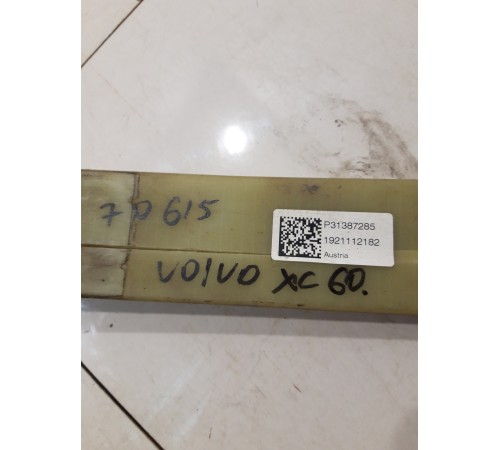 70615
P31387285
1921112182
Austria
VOLVO XC 60.